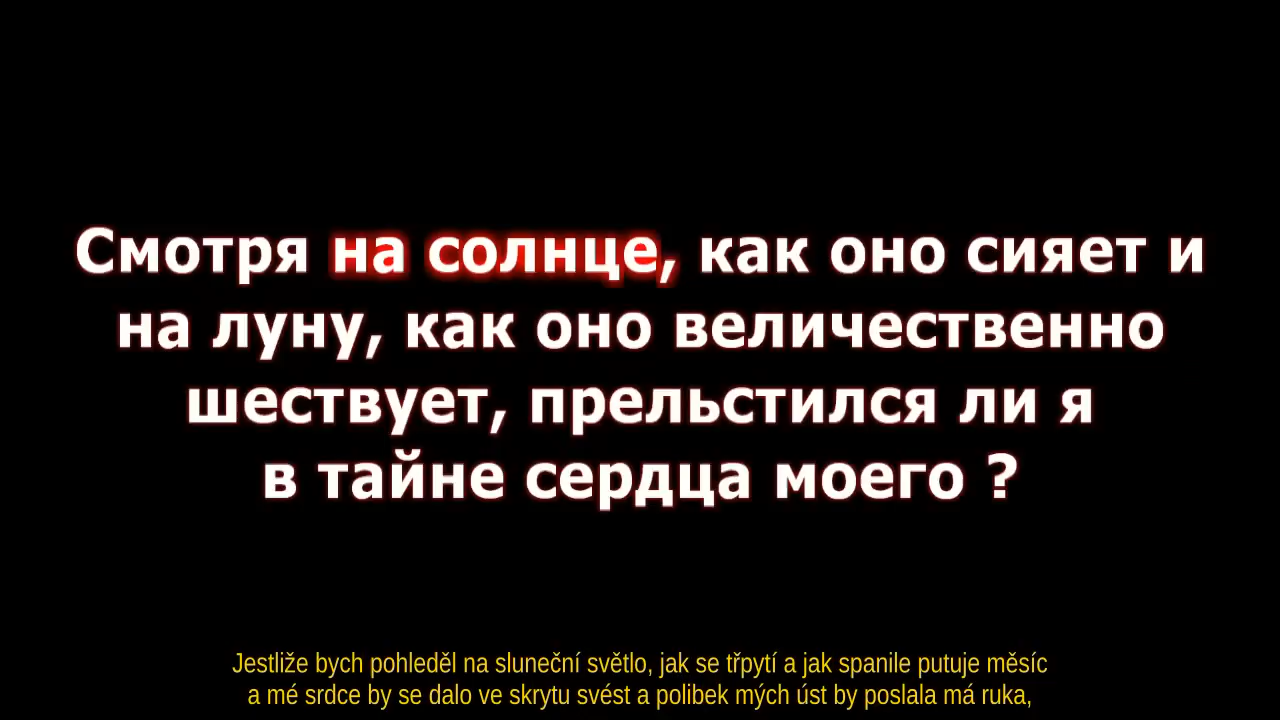 Смотря на солнце, как оно сияет и
на луну, как оно величественно
шествует, прельстился ли я
в тайне сердца моего ?
Jestliže bych pohleděl na sluneční světlo, jak se třpytí a jak spanile putuje měsíc
a mé srdce by se dalo ve skrytu svést a polibek mých úst by poslala má ruka,